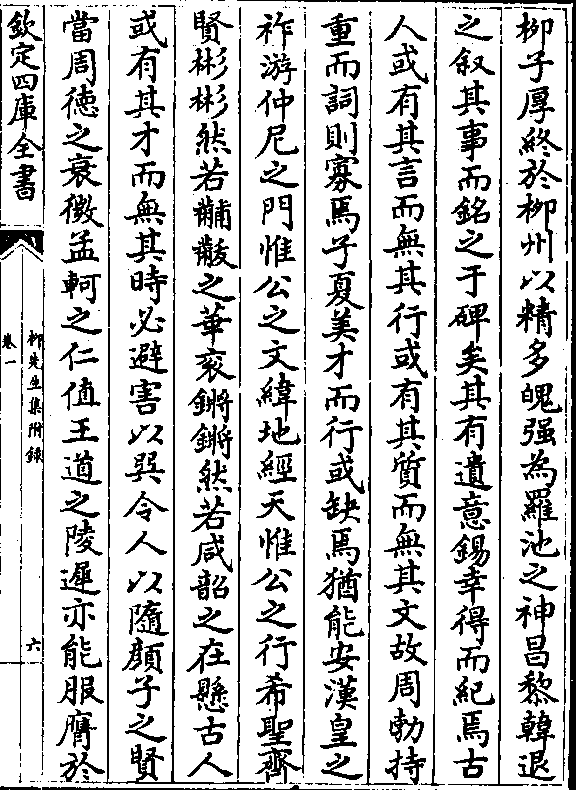 柳子厚終於柳州以精多魄强為羅池之神昌黎韓退
之叙其事而銘之于碑矣其有遺意錫幸得而紀焉古
人或有其言而無其行或有其質而無其文故周勃持
重而詞則寡焉子夏美才而行或缺焉猶能安漢皇之
祚游仲尼之門惟公之文緯地經天惟公之行希聖齊
賢彬彬然若黼黻之華衮鏘鏘然若咸韶之在懸古人
或有其才而無其時必避害以巽令人以隨顔子之賢
當周徳之衰微孟軻之仁值王道之陵遲亦能服膺於
欽定四庫全書
柳先生集附錄
卷一
六